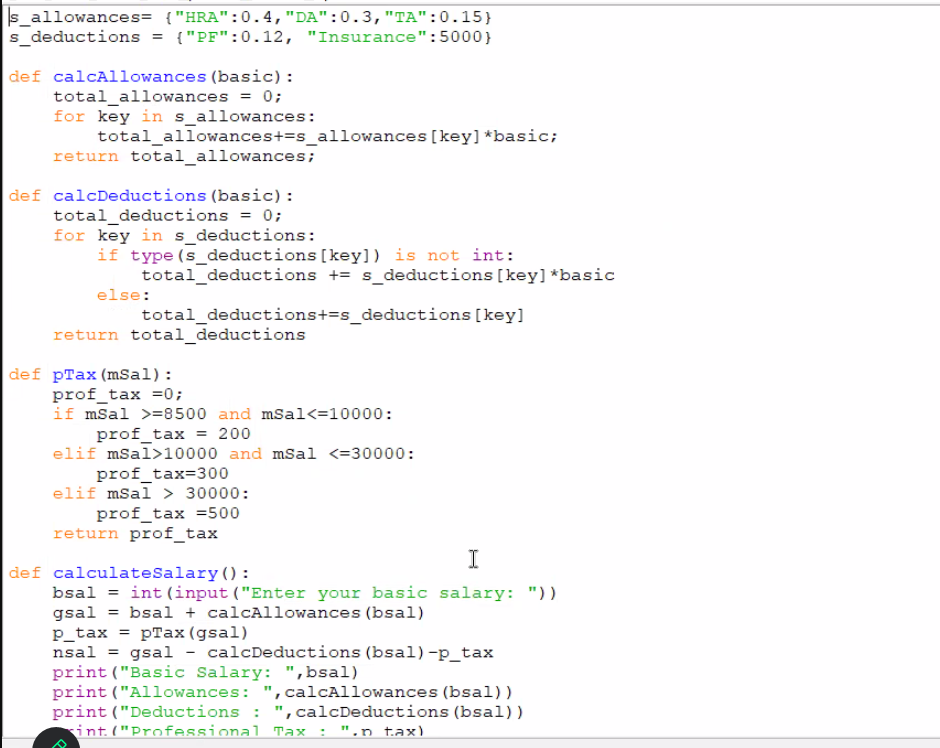 s_allowances= {"HRA":0.4,"DA":0.3,"TA":0.15}
s_deductions = {"PF":0.12, "Insurance":5000}

def calcAllowances(basic):
    total_allowances = 0;
    for key in s_allowances:
        total_allowances+=s_allowances[key]*basic;
    return total_allowances;

def calcDeductions(basic):
    total_deductions = 0;
    for key in s_deductions:
        if type(s_deductions[key]) is not int:
            total_deductions += s_deductions[key]*basic
        else:
            total_deductions+=s_deductions[key]
    return total_deductions

def pTax(mSal):
    prof_tax =0;
    if mSal >=8500 and mSal<=10000:
        prof_tax = 200
    elif mSal>10000 and mSal <=30000:
        prof_tax=300
    elif mSal > 30000:
        prof_tax =500
    return prof_tax

def calculateSalary():
    bsal = int(input("Enter your basic salary: "))
    gsal = bsal + calcAllowances(bsal)
    p_tax = pTax(gsal)
    nsal = gsal - calcDeductions(bsal)-p_tax
    print("Basic Salary: ",bsal)
    print("Allowances: ",calcAllowances(bsal))
    print("Deductions : ",calcDeductions(bsal))
    print("Professional Tax : ",p_tax)